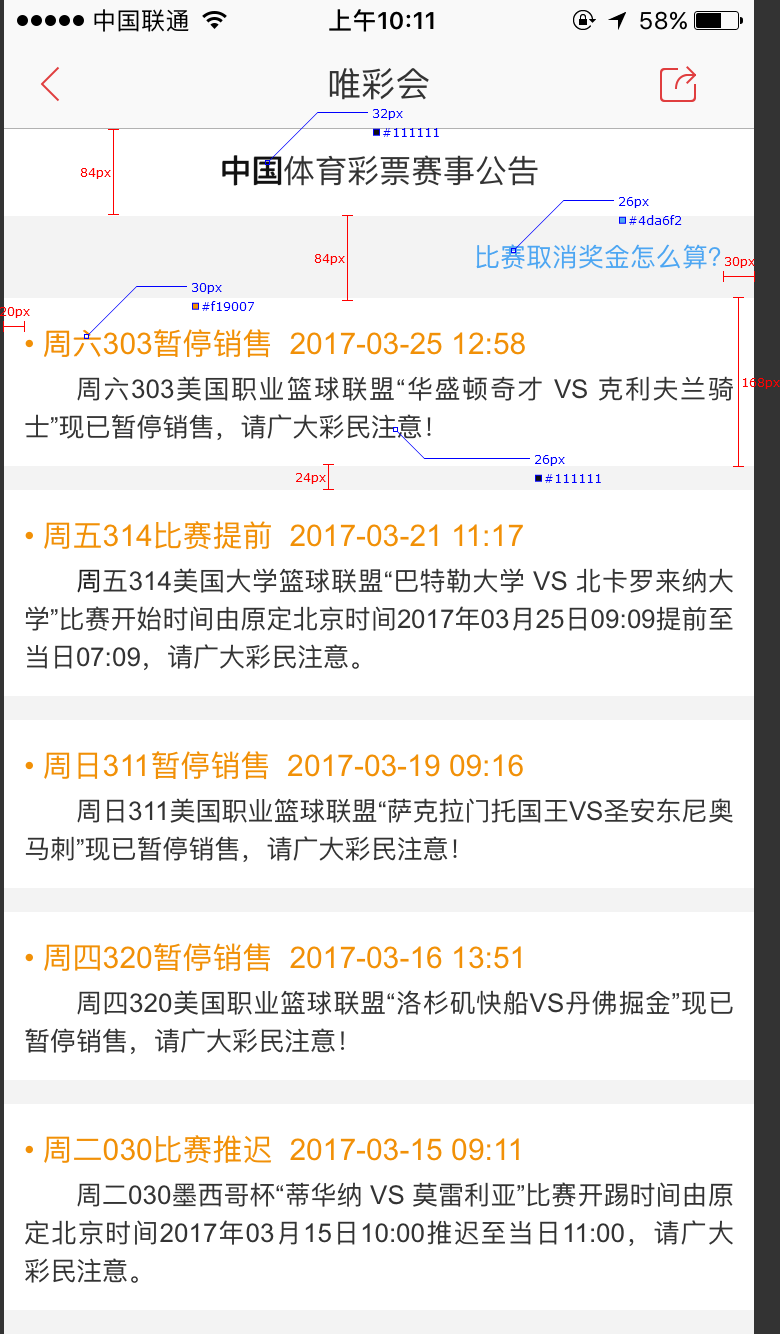 中国联通 上午10:11 58%
唯彩会
32px
#111111
84px
中国体育彩票赛事公告
26px
#4da6f2
84px
比赛取消奖金怎么算?
30px
30px
#f19007
20px
• 周六303暂停销售 2017-03-25 12:58
168px
周六303美国职业篮球联盟“华盛顿奇才 VS 克利夫兰骑
士”现已暂停销售，请广大彩民注意！
26px
24px
#111111
• 周五314比赛提前 2017-03-21 11:17
周五314美国大学篮球联盟“巴特勒大学 VS 北卡罗来纳大
学”比赛开始时间由原定北京时间2017年03月25日09:09提前至
当日07:09，请广大彩民注意。
• 周日311暂停销售 2017-03-19 09:16
周日311美国职业篮球联盟“萨克拉门托国王VS圣安东尼奥
马刺”现已暂停销售，请广大彩民注意！
• 周四320暂停销售 2017-03-16 13:51
周四320美国职业篮球联盟“洛杉矶快船VS丹佛掘金”现已
暂停销售，请广大彩民注意！
• 周二030比赛推迟 2017-03-15 09:11
周二030墨西哥杯“蒂华纳 VS 莫雷利亚”比赛开踢时间由原
定北京时间2017年03月15日10:00推迟至当日11:00，请广大
彩民注意。